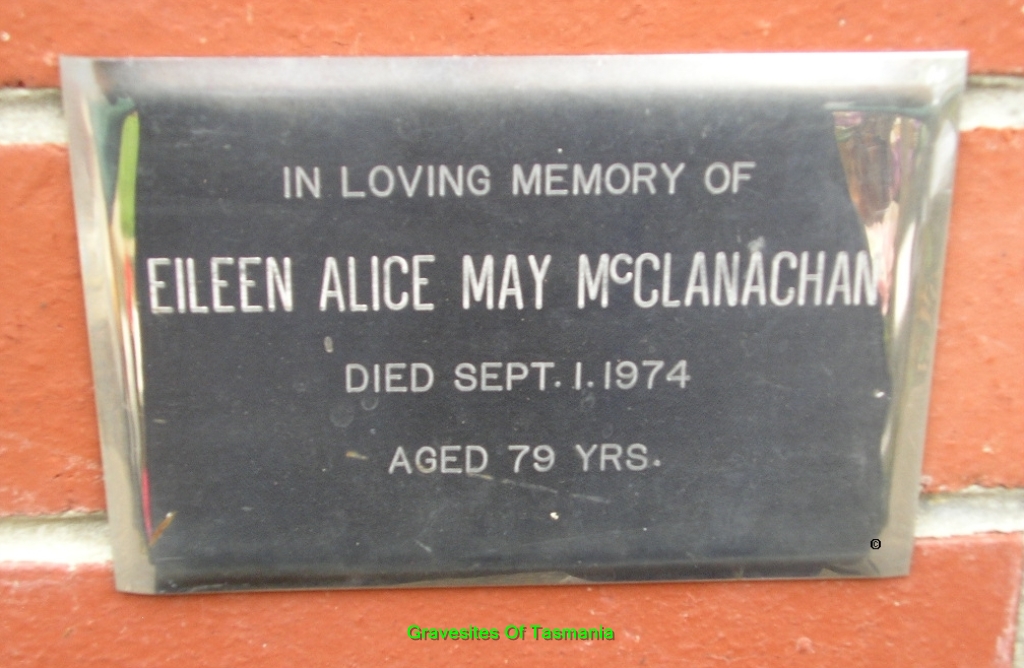 IN LOVING MEMORY OF
EILEEN ALICE MAY McCLANACHAN
DIED SEPT. 1. 1974
AGED 79 YRS.
©
Gravesites Of Tasmania